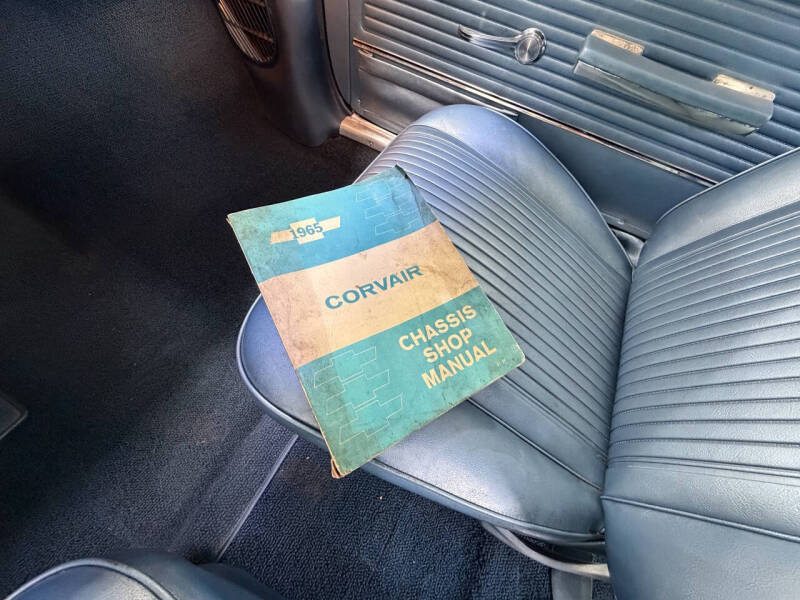 1965
CORVAIR
CHASSIS
SHOP
MANUAL